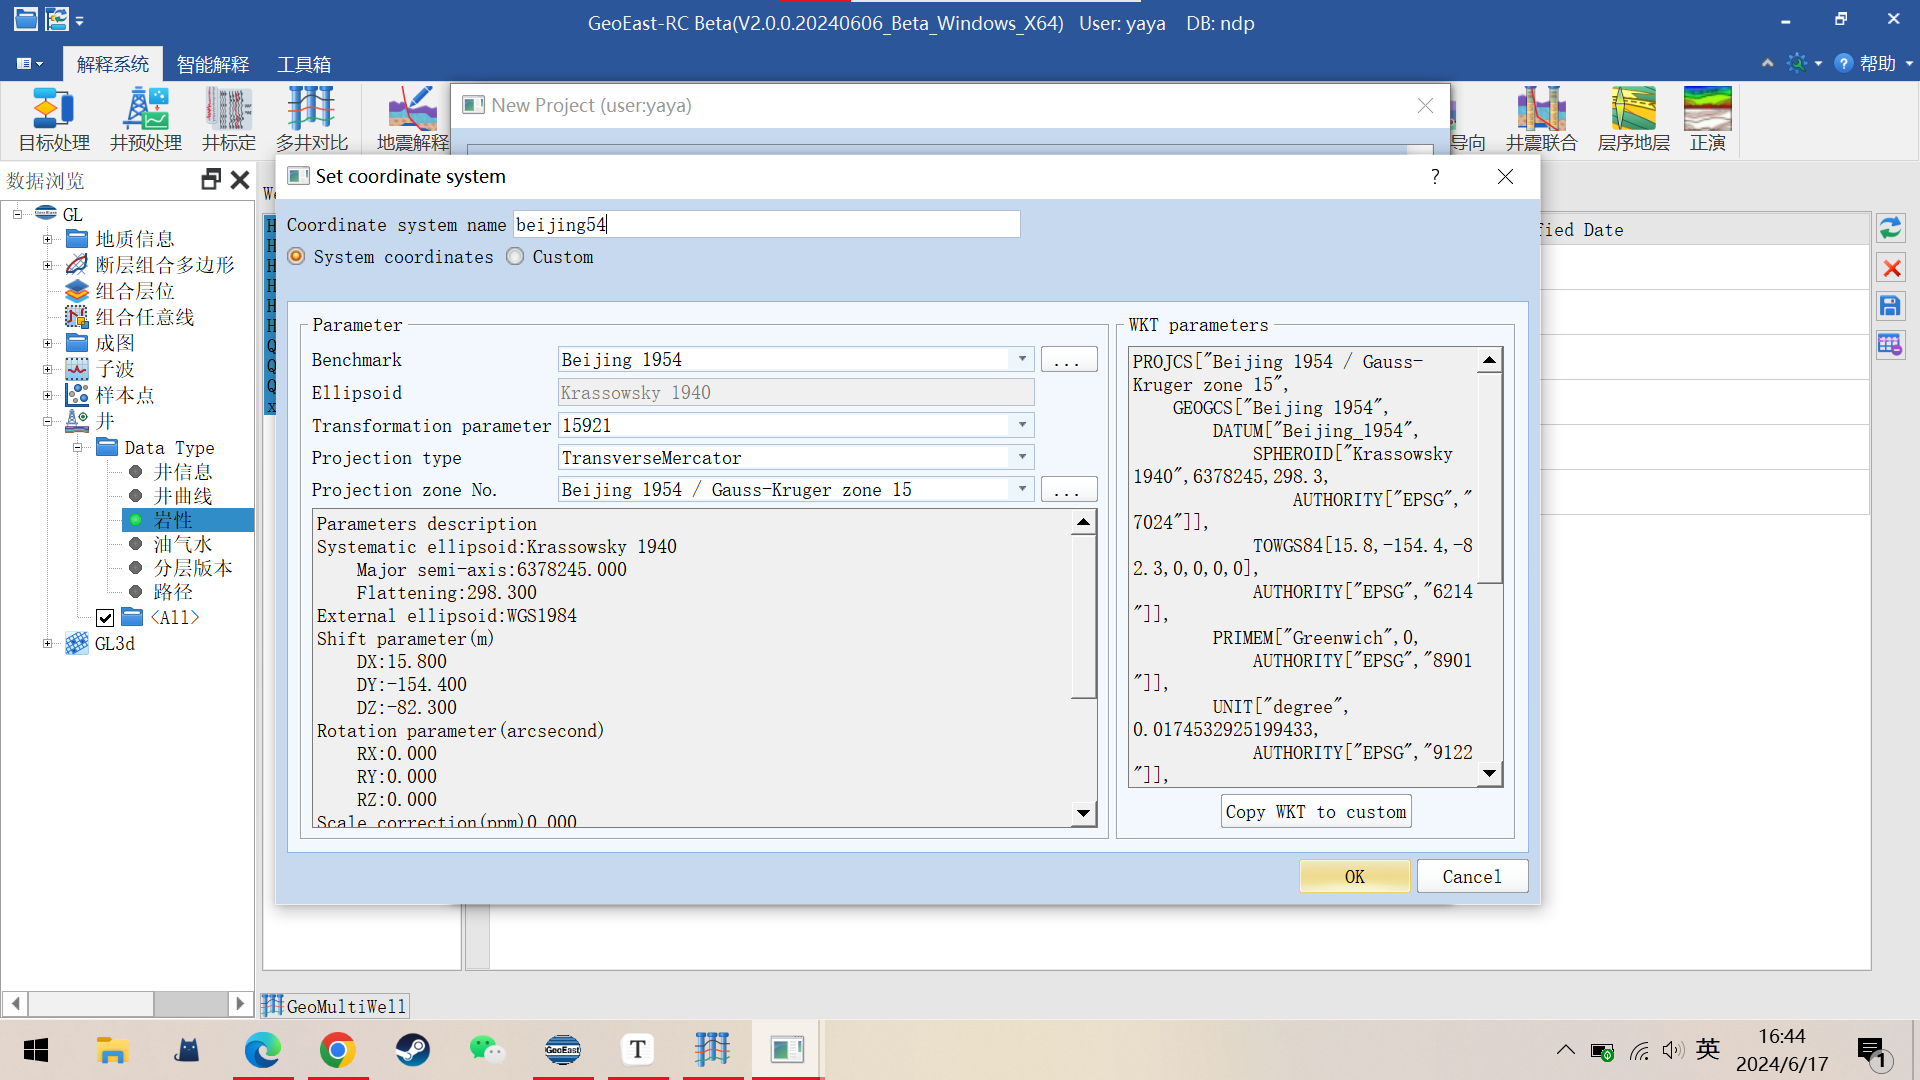 GeoEast-RC Beta(V2.0.0.20240606_Beta_Windows_X64)   User: yaya    DB: ndp
解释系统 智能解释 工具箱
帮助
目标处理 井预处理 井标定 多井对比 地震解释
导向 井震联合 层序地层 正演
New Project (user:yaya)
Set coordinate system
?
数据浏览
We
GL
地质信息
断层组合多边形
组合层位
组合任意线
成图
子波
样本点
井
Data Type
井信息
井曲线
岩性
油气水
分层版本
路径
<All>
GL3d
H
H
H
H
H
H
Q
Q
Q
x
Coordinate system name beijing54
System coordinates Custom
fied Date
Parameter
Benchmark Beijing 1954 ...
Ellipsoid Krassowsky 1940
Transformation parameter 15921
Projection type TransverseMercator
Projection zone No. Beijing 1954 / Gauss-Kruger zone 15 ...
Parameters description
Systematic ellipsoid:Krassowsky 1940
Major semi-axis:6378245.000
Flattening:298.300
External ellipsoid:WGS1984
Shift parameter(m)
DX:15.800
DY:-154.400
DZ:-82.300
Rotation parameter(arcsecond)
RX:0.000
RY:0.000
RZ:0.000
Scale correction(ppm)0.000
WKT parameters
PROJCS["Beijing 1954 / Gauss-
Kruger zone 15",
GEOGCS["Beijing 1954",
DATUM["Beijing_1954",
SPHEROID["Krassowsky
1940",6378245,298.3,
AUTHORITY["EPSG","
7024"]],
TOWGS84[15.8,-154.4,-8
2.3,0,0,0,0],
AUTHORITY["EPSG","6214
"]],
PRIMEM["Greenwich",0,
AUTHORITY["EPSG","8901
"]],
UNIT["degree",
0.0174532925199433,
AUTHORITY["EPSG","9122
"]],
Copy WKT to custom
OK Cancel
GeoMultiWell
GeoEast
T
英
16:44
2024/6/17
1